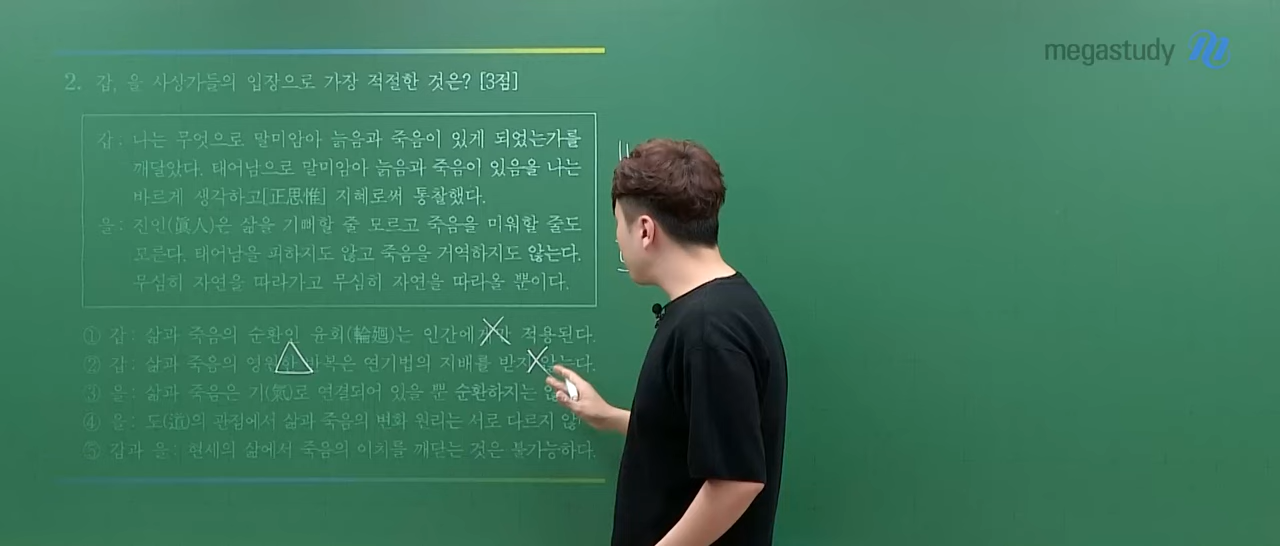 megastudy
2. 갑, 을 사상가들의 입장으로 가장 적절한 것은? [3점]
갑 : 나는 무엇으로 말미암아 늙음과 죽음이 있게 되었는가를
깨달았다. 태어남으로 말미암아 늙음과 죽음이 있음을 나는
바르게 생각하고[正思惟] 지혜로써 통찰했다.
을 : 진인(眞人)은 삶을 기뻐할 줄 모르고 죽음을 미워할 줄도
모른다. 태어남을 피하지도 않고 죽음을 거역하지도 않는다.
무심히 자연을 따라가고 무심히 자연을 따라올 뿐이다.
① 갑 : 삶과 죽음의 순환인 윤회(輪廻)는 인간에게만 적용된다.
② 갑 : 삶과 죽음의 영원한 반복은 연기법의 지배를 받지 않는다.
③ 을 : 삶과 죽음은 기(氣)로 연결되어 있을 뿐 순환하지는
④ 을 : 도(道)의 관점에서 삶과 죽음의 변화 원리는 서로 다르지
⑤ 갑과 을 : 현세의 삶에서 죽음의 이치를 깨닫는 것은 불가능하다.